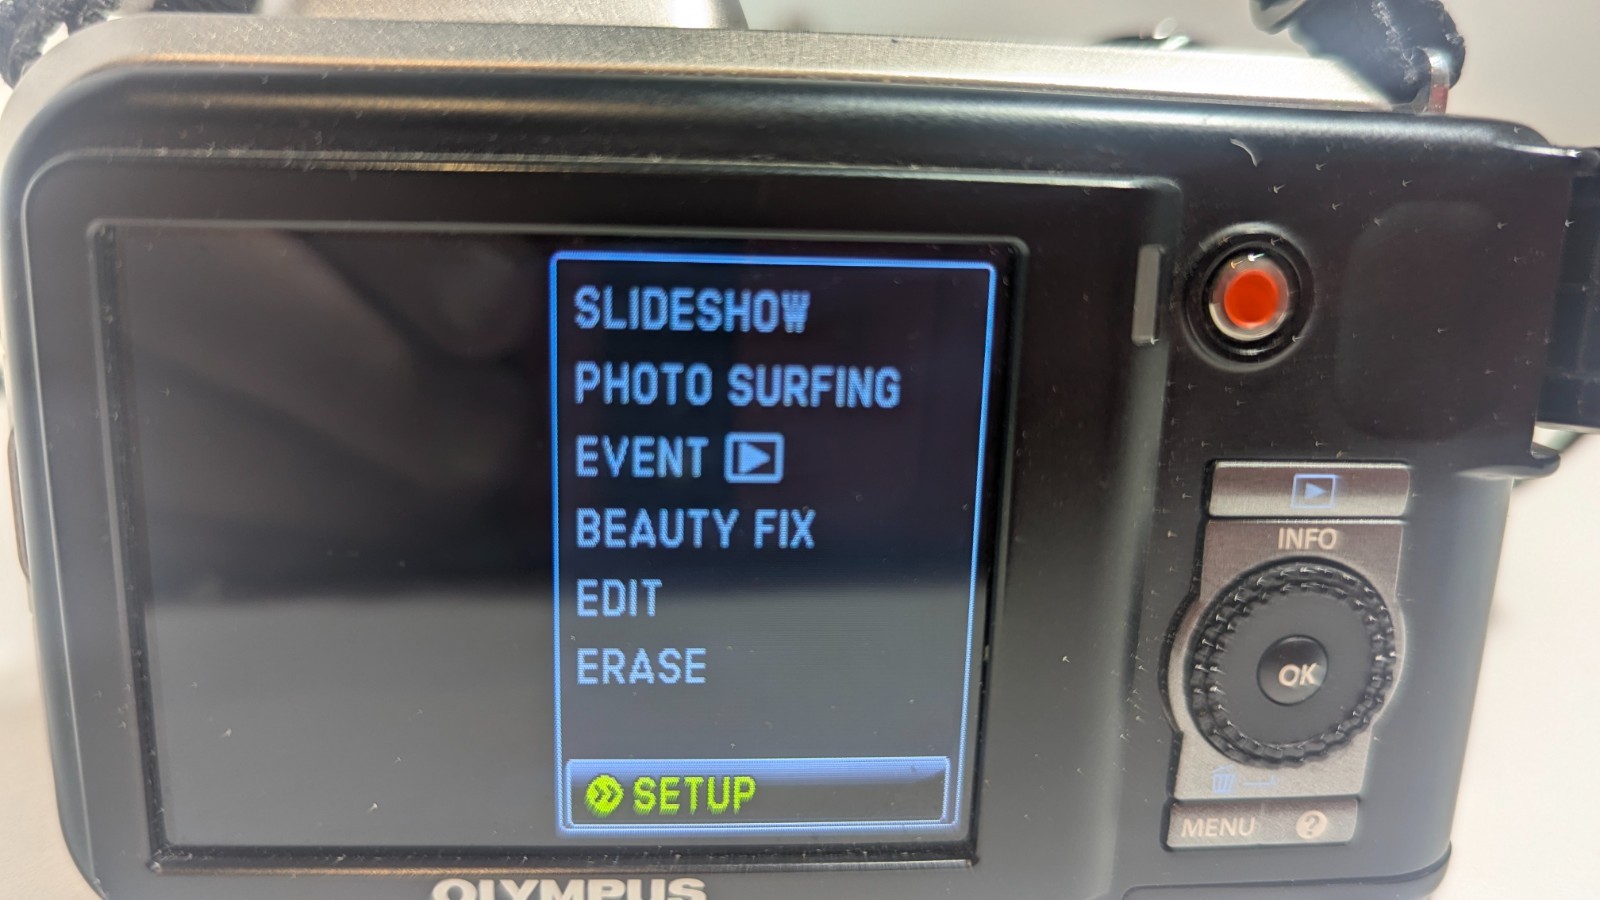 SLIDESHOW
PHOTO SURFING
EVENT
BEAUTY FIX
EDIT
ERASE
SETUP
INFO
OK
MENU ?
OLYMPUS